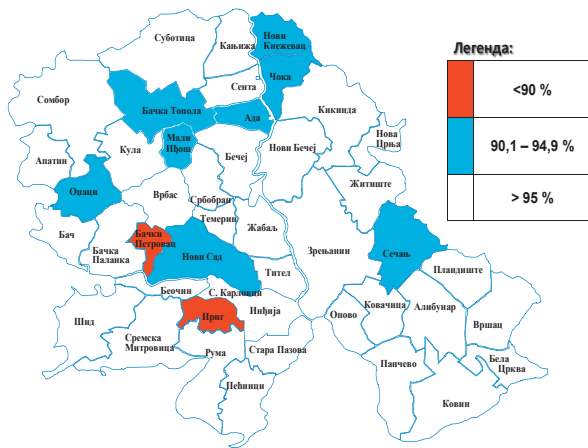 Суботица
Кањижа
Нови
Кнежевац
Чока
Сента
Сомбор
Бачка Топола
Ада
Кикинда
Мали
Иђош
Нова
Црња
Апатин
Кула
Бечеј
Нови Бечеј
Оџаци
Житиште
Врбас
Србобран
Темерин
Жабаљ
Бач
Бачки
Петровац
Бачка
Паланка
Нови Сад
Зрењанин
Сечањ
Тител
Пландиште
Беочин
С. Карловци
Ириг
Инђија
Опово
Ковачица
Алибунар
Шид
Сремска
Митровица
Рума
Стара Пазова
Вршац
Панчево
Бела
Црква
Пећинци
Ковин
Легенда:
<90 %
90,1 – 94,9 %
> 95 %